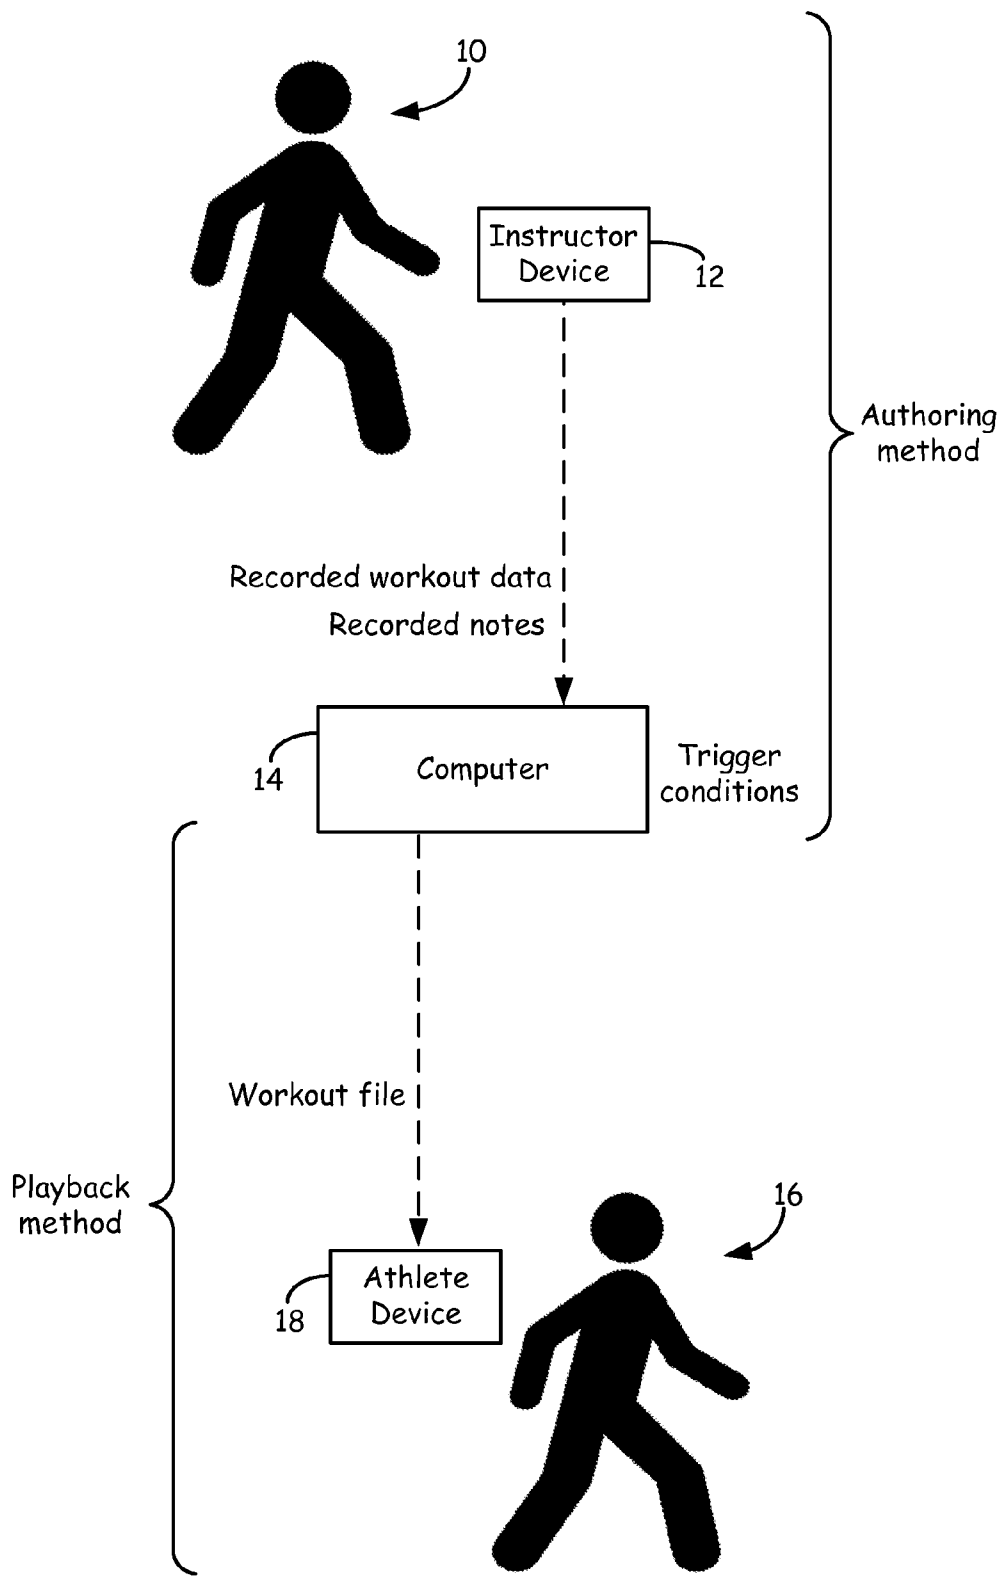 10
Instructor
Device
12
Authoring
method
Recorded workout data
Recorded notes
14
Computer
Trigger
conditions
Workout file
Playback
method
16
Athlete
Device
18